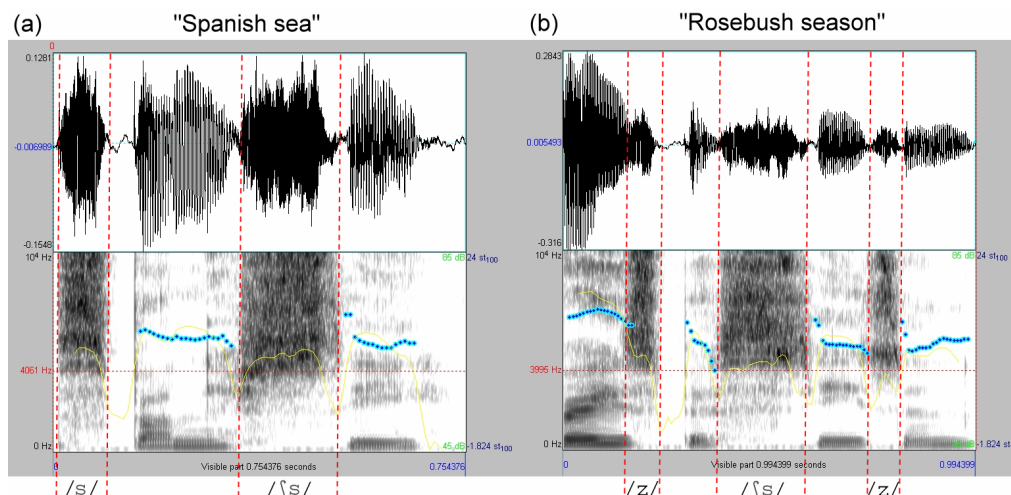 (a) "Spanish sea"
0
0.1281
-0.006989
-0.1548
10⁴ Hz
85 dB 24 st₁₀₀
4061 Hz
0 Hz
45 dB -1.824 st₁₀₀
0 Visible part 0.754376 seconds 0.754376
/s/ /ʃs/
(b) "Rosebush season"
0.2843
0.005493
-0.316
10⁴ Hz
85 dB 24 st₁₀₀
3995 Hz
0 Hz
-1.824 st₁₀₀
0 Visible part 0.994399 seconds 0.994399
/z/ /ʃs/ /z/